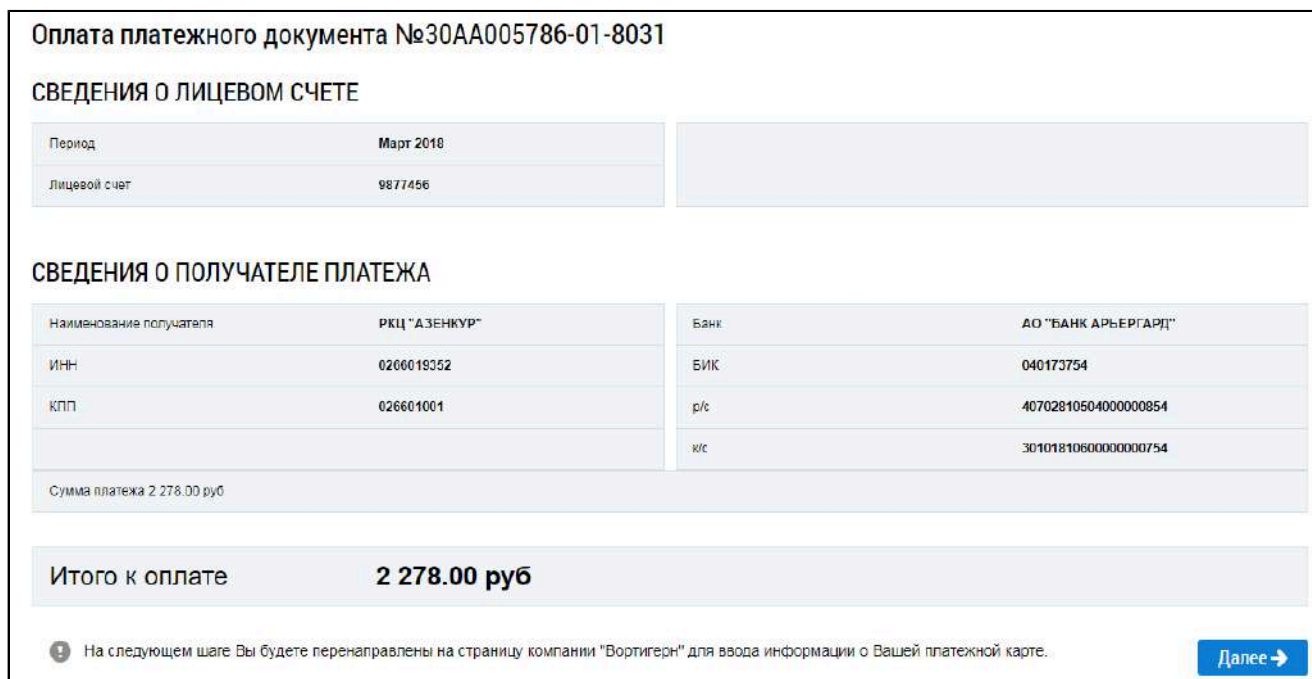 Оплата платежного документа №30АА005786-01-8031
СВЕДЕНИЯ О ЛИЦЕВОМ СЧЕТЕ
Период Март 2018
Лицевой счет 9877456
СВЕДЕНИЯ О ПОЛУЧАТЕЛЕ ПЛАТЕЖА
Наименование получателя РКЦ "АЗЕНКУР" Банк АО "БАНК АРЬЕРГАРД"
ИНН 0266019352 БИК 040173754
КПП 026601001 р/с 40702810504000000854
к/с 30101810600000000754
Сумма платежа 2 278.00 руб
Итого к оплате 2 278.00 руб
На следующем шаге Вы будете перенаправлены на страницу компании "Вортигерн" для ввода информации о Вашей платежной карте.
Далее